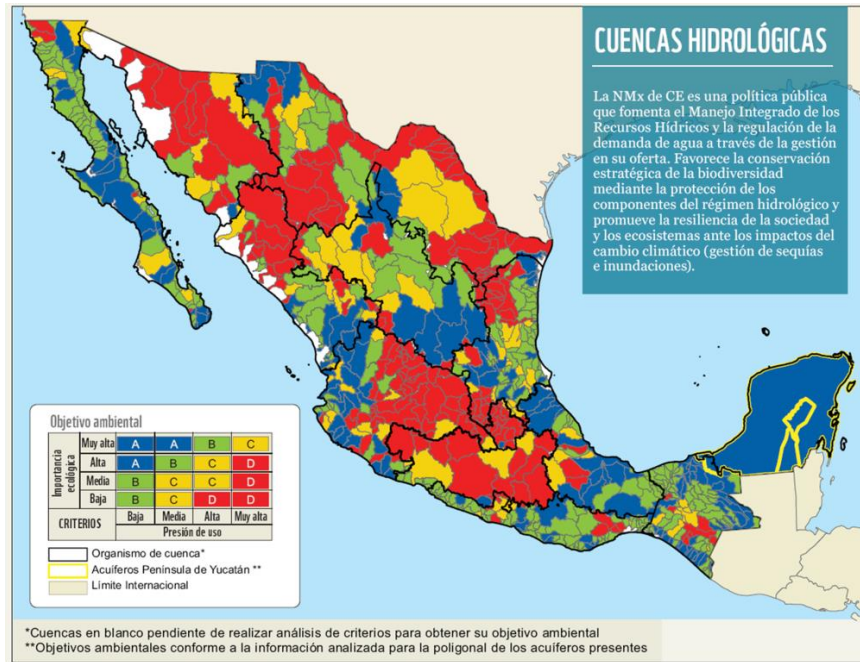 CUENCAS HIDROLÓGICAS
La NMx de CE es una política pública
que fomenta el Manejo Integrado de los
Recursos Hídricos y la regulación de la
demanda de agua a través de la gestión
en su oferta. Favorece la conservación
estratégica de la biodiversidad
mediante la protección de los
componentes del régimen hidrológico y
promueve la resiliencia de la sociedad
y los ecosistemas ante los impactos del
cambio climático (gestión de sequías
e inundaciones).
Objetivo ambiental
Importancia ecológica
Muy alta A A B C
Alta A B C D
Media B C C D
Baja B C D D
CRITERIOS Baja Media Alta Muy alta
Presión de uso
Organismo de cuenca*
Acuíferos Península de Yucatán **
Límite Internacional
*Cuencas en blanco pendiente de realizar análisis de criterios para obtener su objetivo ambiental
**Objetivos ambientales conforme a la información analizada para la poligonal de los acuíferos presentes